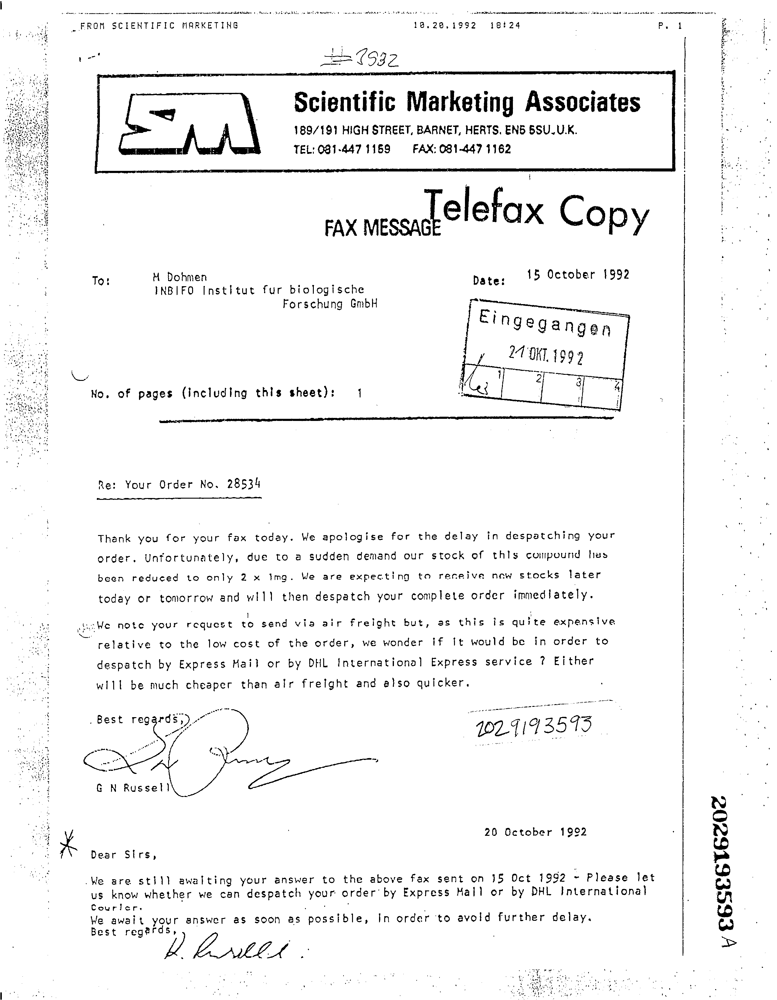 FROM SCIENTIFIC MARKETING 10.20.1992 18:24 P. 1
#3932
SM
Scientific Marketing Associates
189/191 HIGH STREET, BARNET, HERTS. EN5 5SU. U.K.
TEL: 081-447 1159 FAX: 081-447 1162
Telefax Copy
FAX MESSAGE
To: M Dohmen
INBIFO Institut fur biologische
Forschung GmbH
Date: 15 October 1992
Eingegangen
21 OKT. 1992
1 2 3 4
No. of pages (including this sheet): 1
Re: Your Order No. 28534
Thank you for your fax today. We apologise for the delay in despatching your
order. Unfortunately, due to a sudden demand our stock of this compound has
been reduced to only 2 x 1mg. We are expecting to receive new stocks later
today or tomorrow and will then despatch your complete order immediately.
We note your request to send via air freight but, as this is quite expensive
relative to the low cost of the order, we wonder if it would be in order to
despatch by Express Mail or by DHL International Express service ? Either
will be much cheaper than air freight and also quicker.
Best regards,
2029193593
G N Russell
20 October 1992
* Dear Sirs,
We are still awaiting your answer to the above fax sent on 15 Oct 1992 - Please let
us know whether we can despatch your order by Express Mail or by DHL International
Courier.
We await your answer as soon as possible, in order to avoid further delay.
Best regards,
2029193593 A